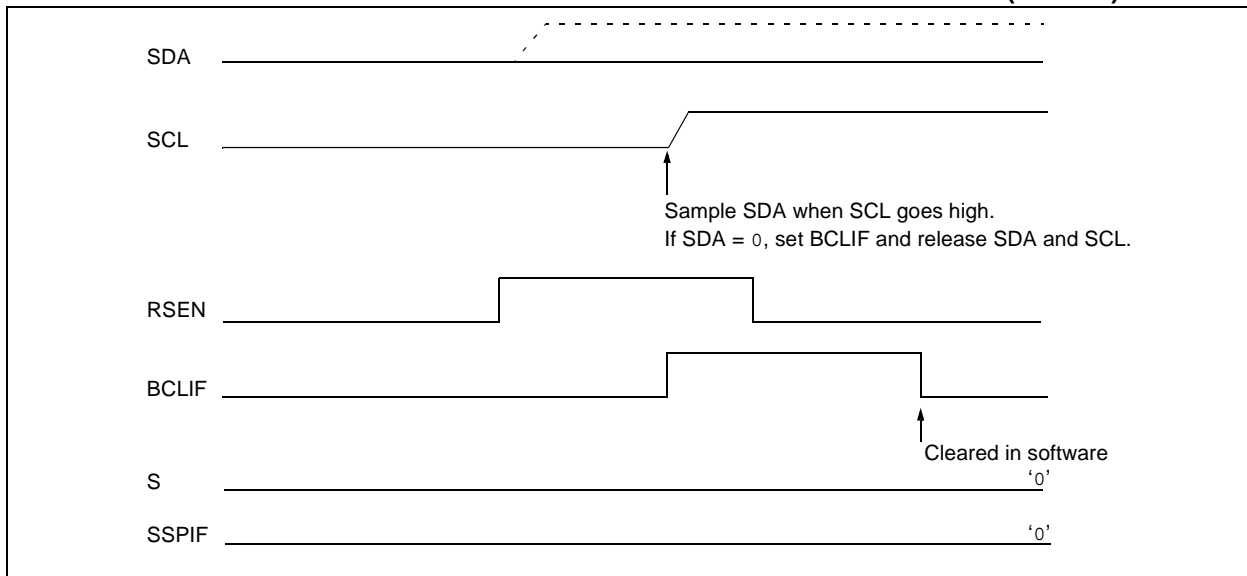 SDA
SCL
Sample SDA when SCL goes high.
If SDA = 0, set BCLIF and release SDA and SCL.
RSEN
BCLIF
Cleared in software
S
‘0’
SSPIF
‘0’